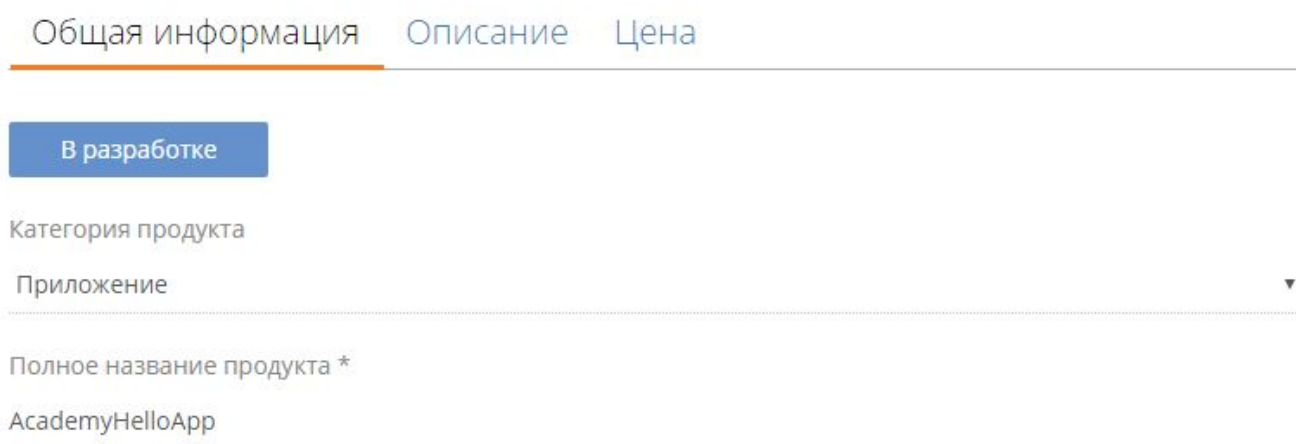 Общая информация Описание Цена
В разработке
Категория продукта
Приложение
Полное название продукта *
AcademyHelloApp